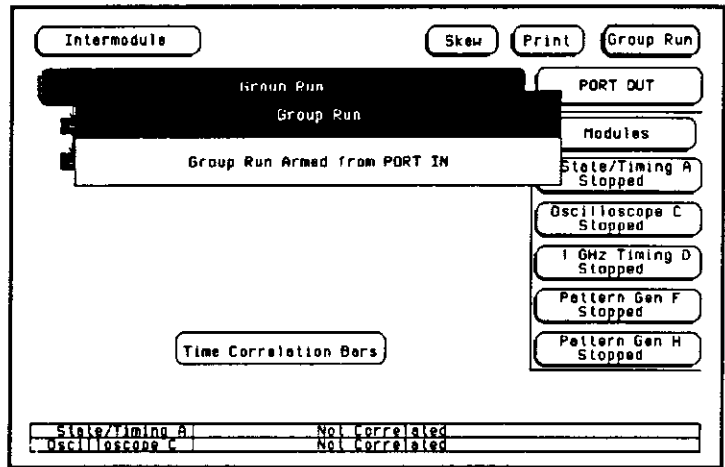 Intermodule
Skew
Print
Group Run
Group Run
PORT OUT
Group Run
Modules
Group Run Armed from PORT IN
State/Timing A
Stopped
Oscilloscope C
Stopped
1 GHz Timing D
Stopped
Pattern Gen F
Stopped
Time Correlation Bars
Pattern Gen H
Stopped
State/Timing A Not Correlated
Oscilloscope C Not Correlated